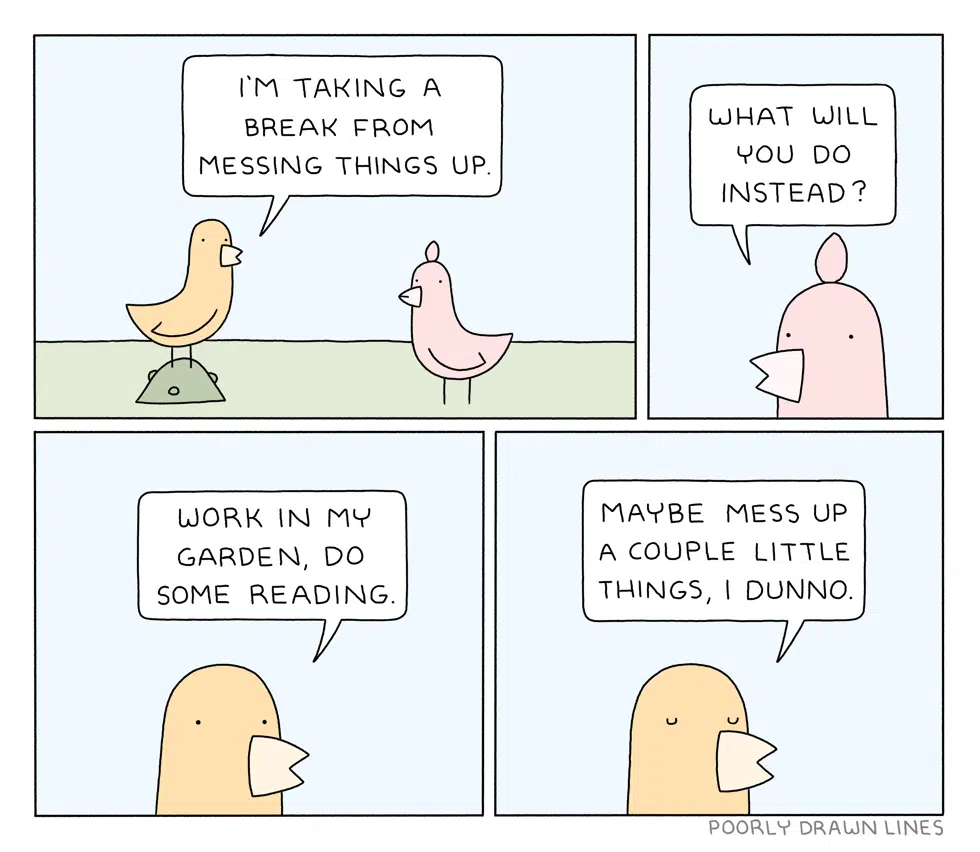 I'M TAKING A
BREAK FROM
MESSING THINGS UP.
WHAT WILL
YOU DO
INSTEAD?
WORK IN MY
GARDEN, DO
SOME READING.
MAYBE MESS UP
A COUPLE LITTLE
THINGS, I DUNNO.
POORLY DRAWN LINES